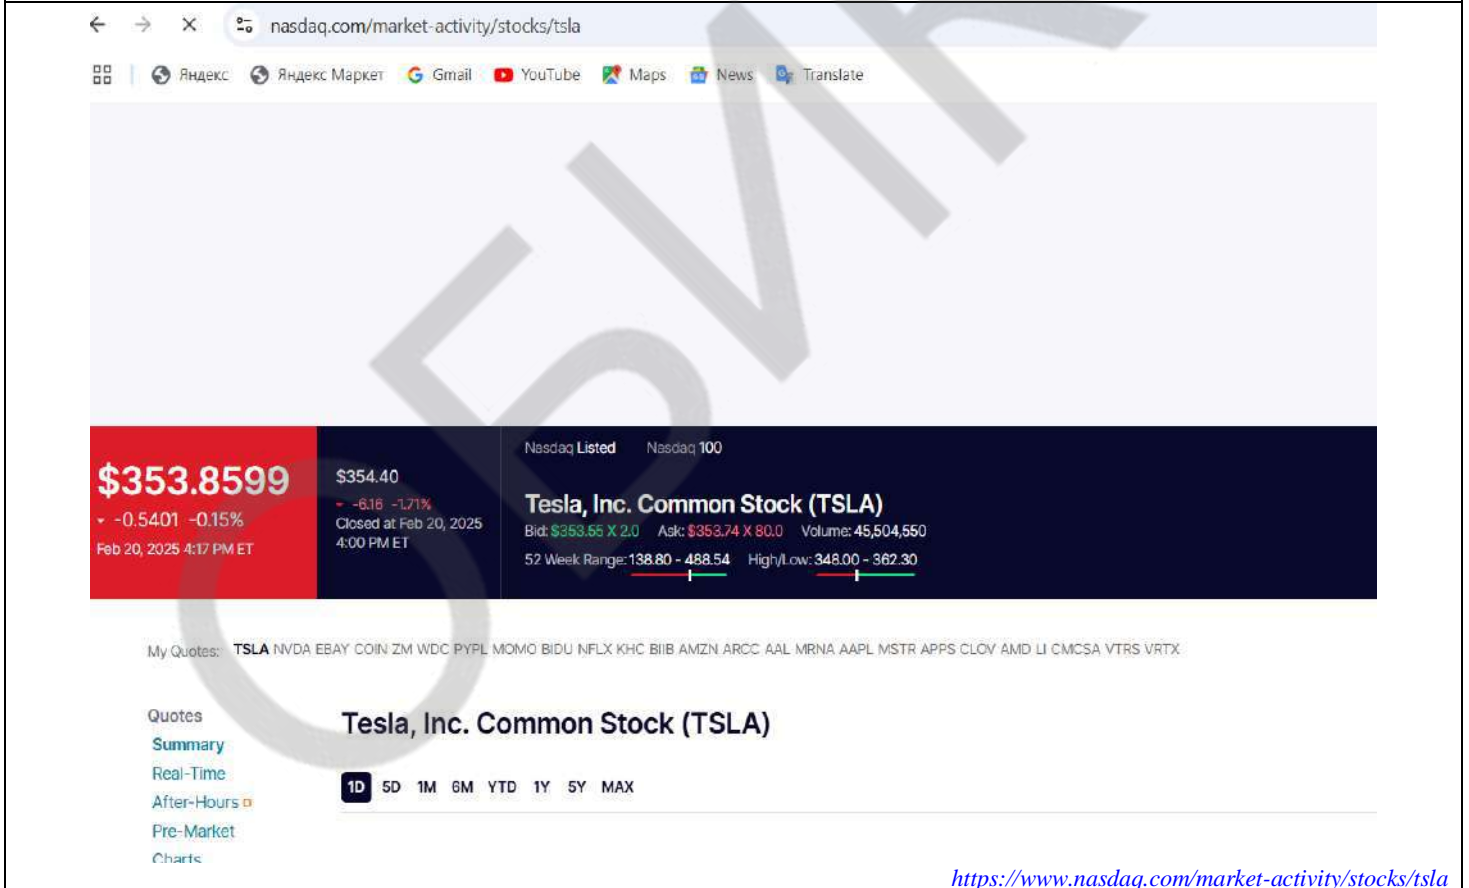 nasdaq.com/market-activity/stocks/tsla
Яндекс Яндекс Маркет Gmail YouTube Maps News Translate
$353.8599
-0.5401 -0.15%
Feb 20, 2025 4:17 PM ET
$354.40
-6.16 -1.71%
Closed at Feb 20, 2025
4:00 PM ET
Nasdaq Listed Nasdaq 100
Tesla, Inc. Common Stock (TSLA)
Bid: $353.55 X 2.0 Ask: $353.74 X 80.0 Volume: 45,504,550
52 Week Range: 138.80 - 488.54 High/Low: 348.00 - 362.30
My Quotes: TSLA NVDA EBAY COIN ZM WDC PYPL MOMO BIDU NFLX KHC BIIB AMZN ARCC AAL MRNA AAPL MSTR APPS CLOV AMD LI CMCSA VTRS VRTX
Quotes
Summary
Real-Time
After-Hours
Pre-Market
Charts
Tesla, Inc. Common Stock (TSLA)
1D 5D 1M 6M YTD 1Y 5Y MAX
https://www.nasdaq.com/market-activity/stocks/tsla
ОБИК